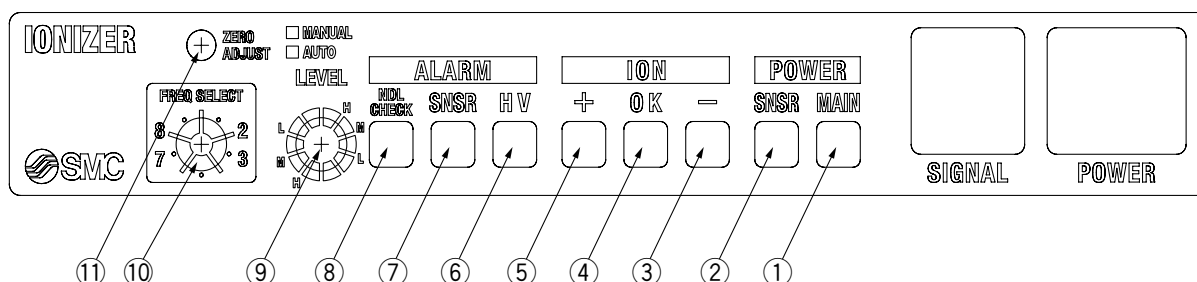 IONIZER
ZERO
ADJUST
MANUAL
AUTO
LEVEL
FREQ SELECT
8 2
7 3
H
L M
M L
H
ALARM
NDL
CHECK
SNSR
H V
ION
+ O K −
POWER
SNSR MAIN
SIGNAL
POWER
SMC
⑪ ⑩ ⑨ ⑧ ⑦ ⑥ ⑤ ④ ③ ② ①